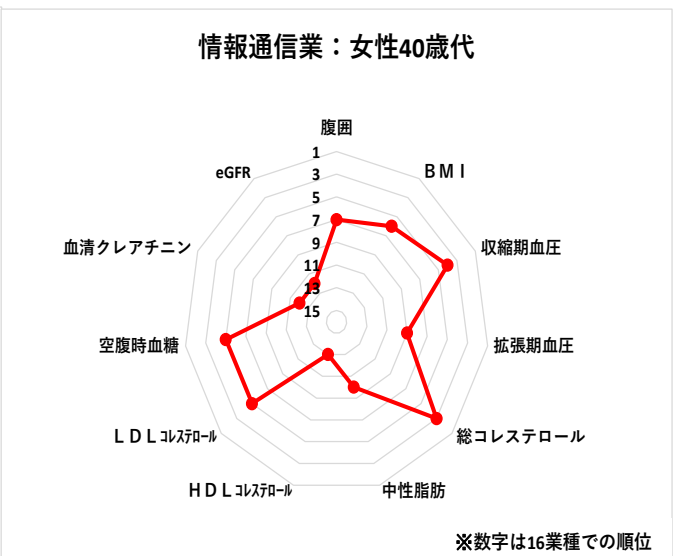 情報通信業：女性40歳代
腹囲
1
ＢＭＩ
3
eGFR
5
7
血清クレアチニン
収縮期血圧
9
11
13
15
空腹時血糖
拡張期血圧
ＬＤＬコレステロール
総コレステロール
ＨＤＬコレステロール
中性脂肪
※数字は16業種での順位